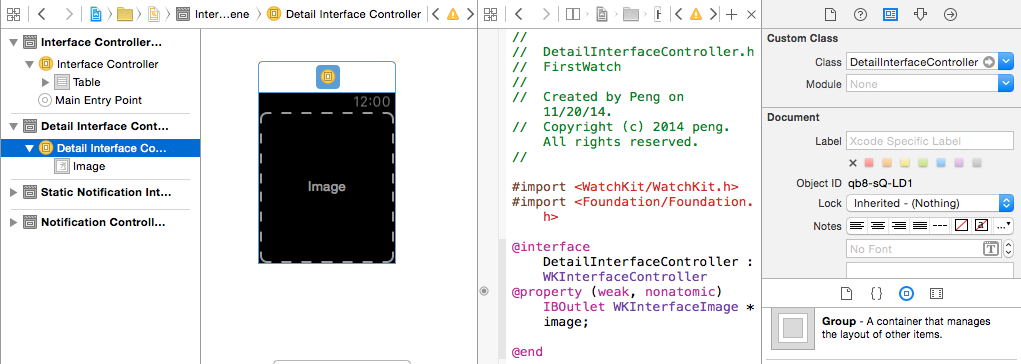 Inter...ene
Detail Interface Controller
H
Interface Controller...
Interface Controller
Table
Main Entry Point
Detail Interface Cont...
Detail Interface Co...
Image
Static Notification Int...
Notification Controll...
12:00
Image
//
// DetailInterfaceController.h
// FirstWatch
//
// Created by Peng on
11/20/14.
// Copyright (c) 2014 peng.
All rights reserved.
//
#import <WatchKit/WatchKit.h>
#import <Foundation/Foundation.
h>
@interface
DetailInterfaceController :
WKInterfaceController
@property (weak, nonatomic)
IBOutlet WKInterfaceImage *
image;
@end
Custom Class
Class DetailInterfaceController
Module None
Document
Label Xcode Specific Label
Object ID qb8-sQ-LD1
Lock Inherited - (Nothing)
Notes
No Font
Group - A container that manages
the layout of other items.